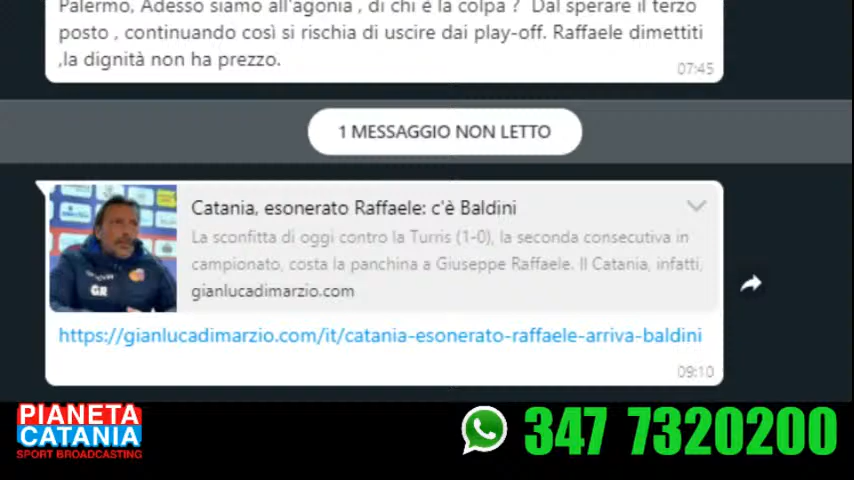 Palermo, Adesso siamo all'agonia , di chi è la colpa ? Dal sperare il terzo
posto , continuando così si rischia di uscire dai play-off. Raffaele dimettiti
,la dignità non ha prezzo.
07:45
1 MESSAGGIO NON LETTO
Catania, esonerato Raffaele: c'è Baldini
La sconfitta di oggi contro la Turris (1-0), la seconda consecutiva in
campionato, costa la panchina a Giuseppe Raffaele. Il Catania, infatti,
gianlucadimarzio.com
GR
https://gianlucadimarzio.com/it/catania-esonerato-raffaele-arriva-baldini
09:10
PIANETA
CATANIA
SPORT BROADCASTING
347 7320200